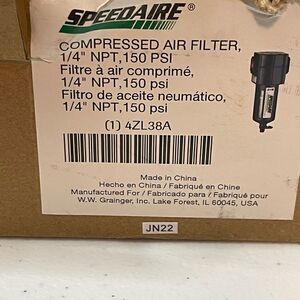 SPEEDAIRE
COMPRESSED AIR FILTER,
1/4" NPT,150 PSI
Filtre à air comprimé,
1/4" NPT,150 psi
Filtro de aceite neumático,
1/4" NPT,150 psi
(1) 4ZL38A
Made in China
Hecho en China / Fabriqué en Chine
Manufactured For / Fabricado para / Fabriqué pour
W.W. Grainger, Inc. Lake Forest, IL 60045, USA
JN22